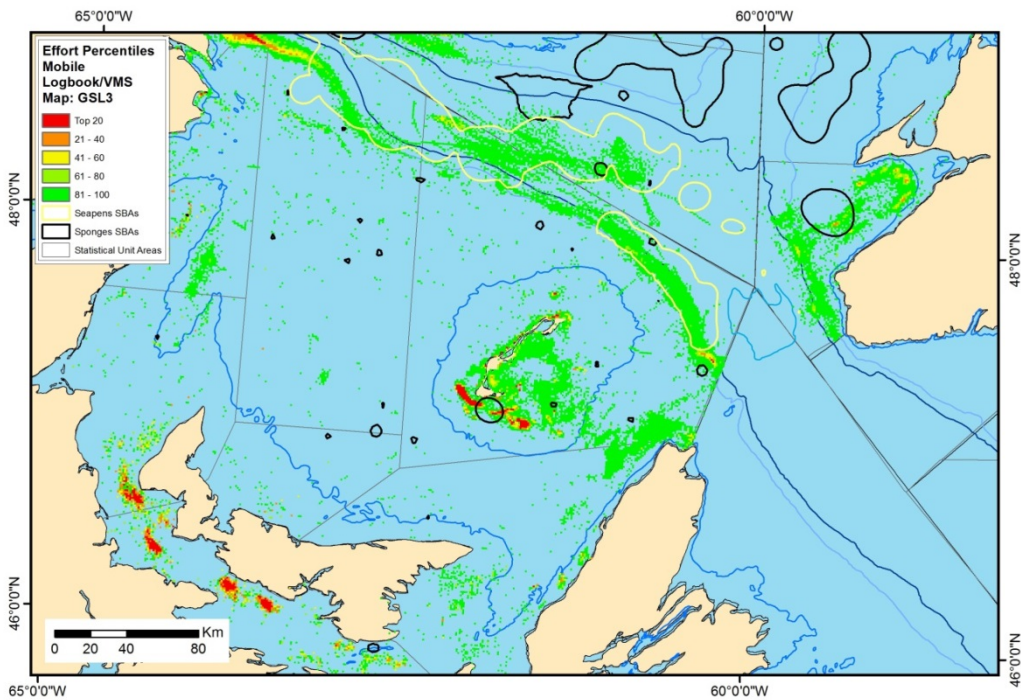 65°0'0"W
60°0'0"W
Effort Percentiles
Mobile
Logbook/VMS
Map: GSL3
Top 20
21 - 40
41 - 60
61 - 80
81 - 100
Seapens SBAs
Sponges SBAs
Statistical Unit Areas
48°0'0"N
48°0'0"N
46°0'0"N
46°0'0"N
Km
0 20 40 80
65°0'0"W
60°0'0"W